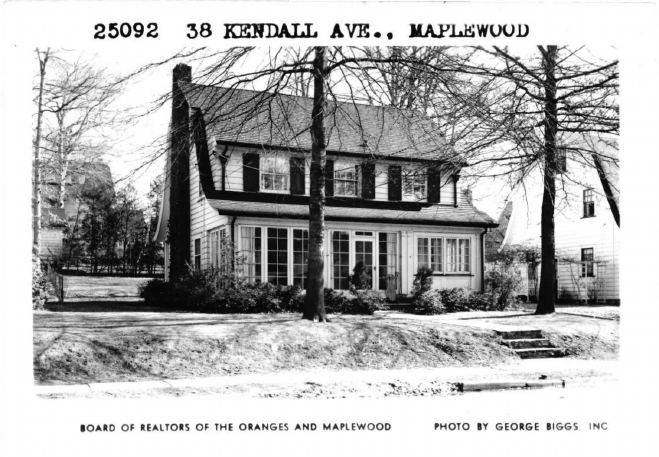 25092 38 KENDALL AVE., MAPLEWOOD
BOARD OF REALTORS OF THE ORANGES AND MAPLEWOOD PHOTO BY GEORGE BIGGS INC